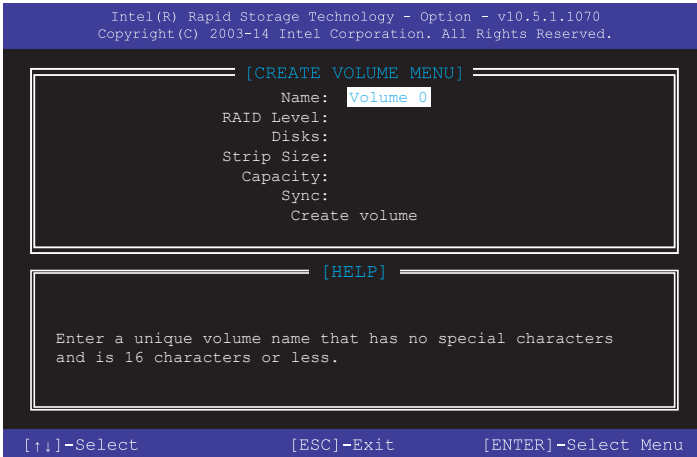 Intel(R) Rapid Storage Technology - Option - v10.5.1.1070
Copyright(C) 2003-14 Intel Corporation. All Rights Reserved.
[CREATE VOLUME MENU]
Name: Volume 0
RAID Level:
Disks:
Strip Size:
Capacity:
Sync:
Create volume
[HELP]
Enter a unique volume name that has no special characters
and is 16 characters or less.
[↑↓]-Select [ESC]-Exit [ENTER]-Select Menu